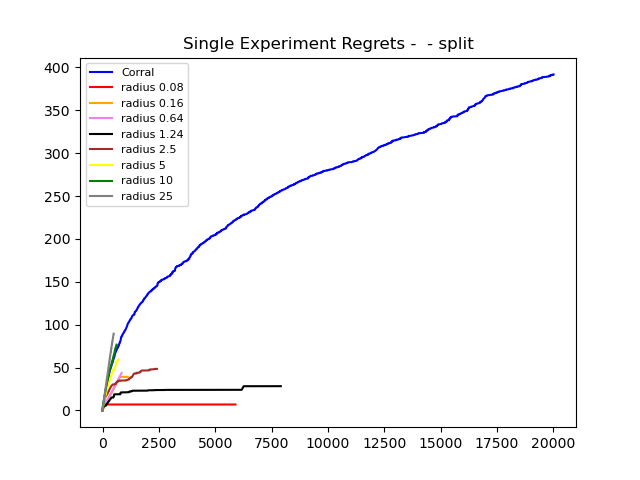 Single Experiment Regrets -  - split
400
350
300
250
200
150
100
50
0
Corral
radius 0.08
radius 0.16
radius 0.64
radius 1.24
radius 2.5
radius 5
radius 10
radius 25
0 2500 5000 7500 10000 12500 15000 17500 20000